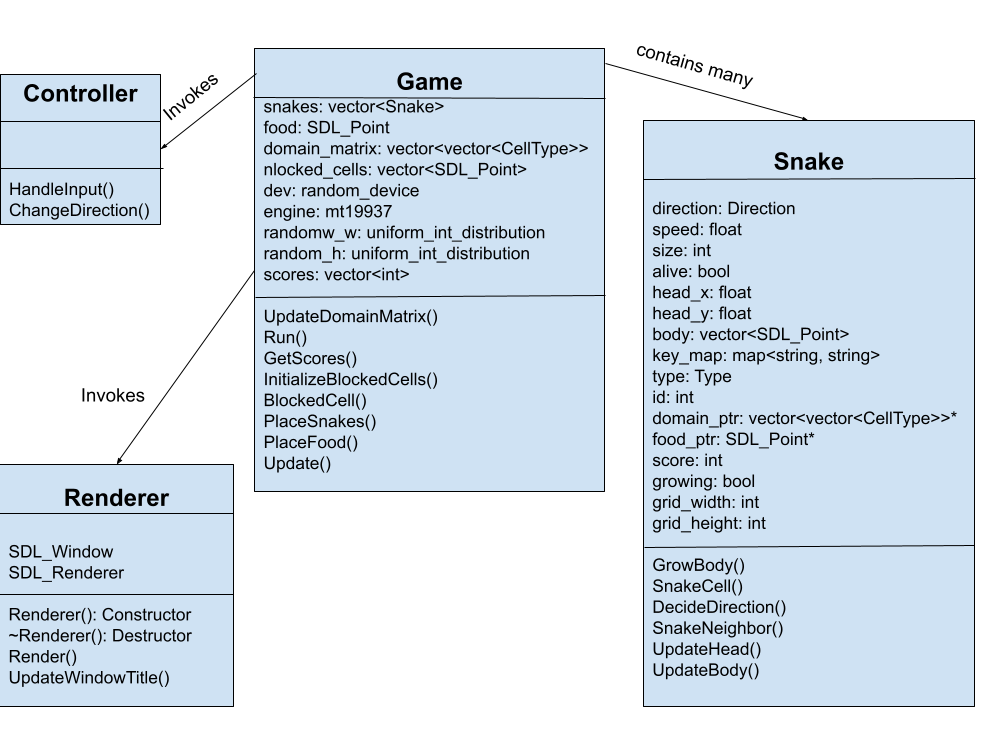 Controller
HandleInput()
ChangeDirection()
Invokes
Game
snakes: vector<Snake>
food: SDL_Point
domain_matrix: vector<vector<CellType>>
nlocked_cells: vector<SDL_Point>
dev: random_device
engine: mt19937
randomw_w: uniform_int_distribution
random_h: uniform_int_distribution
scores: vector<int>
UpdateDomainMatrix()
Run()
GetScores()
InitializeBlockedCells()
BlockedCell()
PlaceSnakes()
PlaceFood()
Update()
contains many
Snake
direction: Direction
speed: float
size: int
alive: bool
head_x: float
head_y: float
body: vector<SDL_Point>
key_map: map<string, string>
type: Type
id: int
domain_ptr: vector<vector<CellType>>*
food_ptr: SDL_Point*
score: int
growing: bool
grid_width: int
grid_height: int
GrowBody()
SnakeCell()
DecideDirection()
SnakeNeighbor()
UpdateHead()
UpdateBody()
Invokes
Renderer
SDL_Window
SDL_Renderer
Renderer(): Constructor
~Renderer(): Destructor
Render()
UpdateWindowTitle()